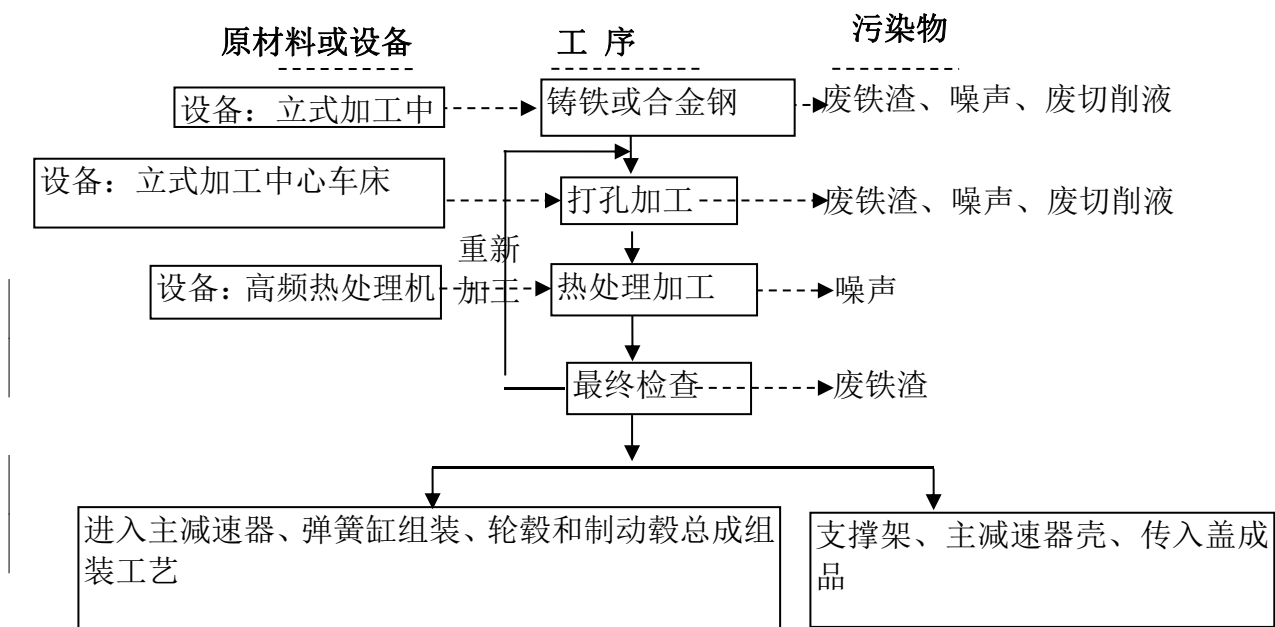 原材料或设备
工 序
污染物
设备：立式加工中
铸铁或合金钢
废铁渣、噪声、废切削液
设备：立式加工中心车床
打孔加工
废铁渣、噪声、废切削液
重新
加工
设备：高频热处理机
热处理加工
噪声
最终检查
废铁渣
进入主减速器、弹簧缸组装、轮毂和制动毂总成组
装工艺
支撑架、主减速器壳、传入盖成
品